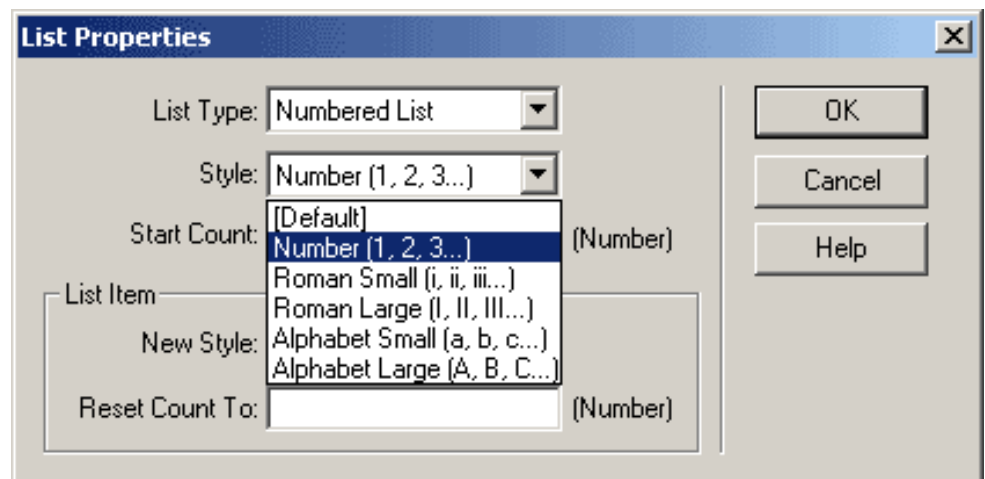 List Properties
List Type: Numbered List
OK
Style: Number (1, 2, 3...)
Cancel
[Default]
Start Count: (Number)
Number (1, 2, 3...)
Help
Roman Small (i, ii, iii...)
List Item
Roman Large (I, II, III...)
New Style:
Alphabet Small (a, b, c...)
Alphabet Large (A, B, C...)
Reset Count To: (Number)